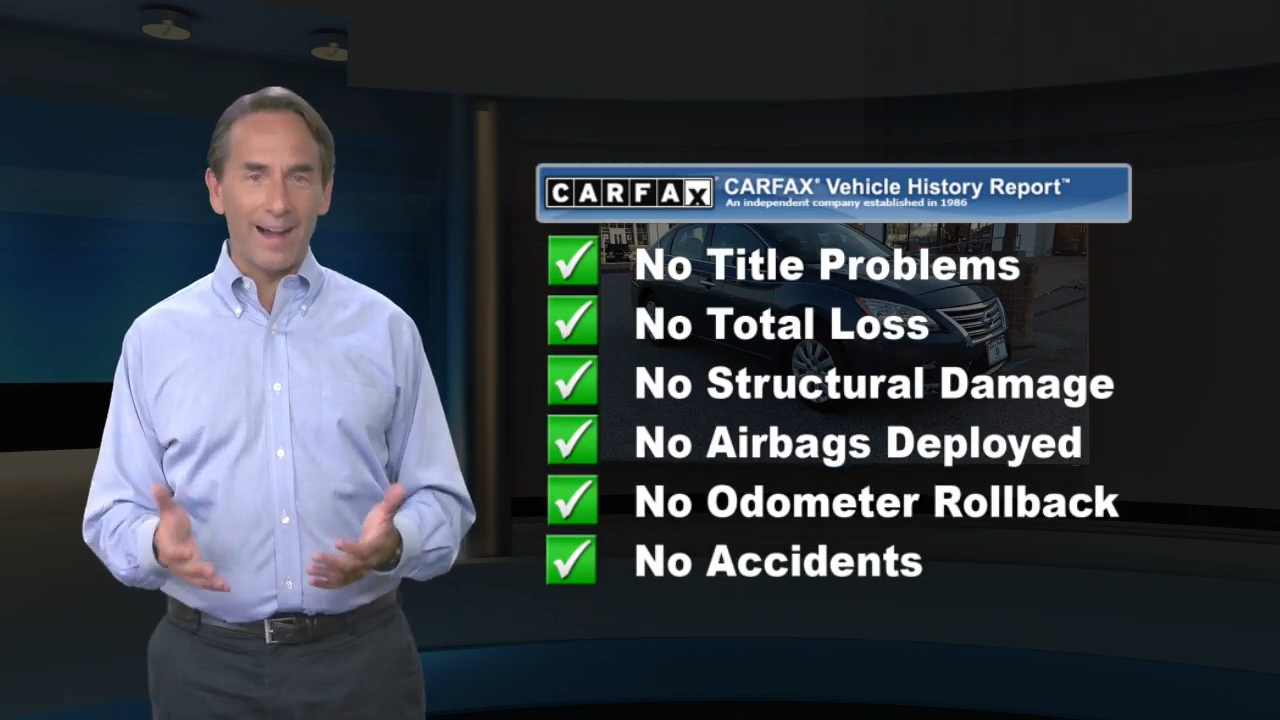 CARFAX® CARFAX® Vehicle History Report™
An independent company established in 1986
No Title Problems
No Total Loss
No Structural Damage
No Airbags Deployed
No Odometer Rollback
No Accidents